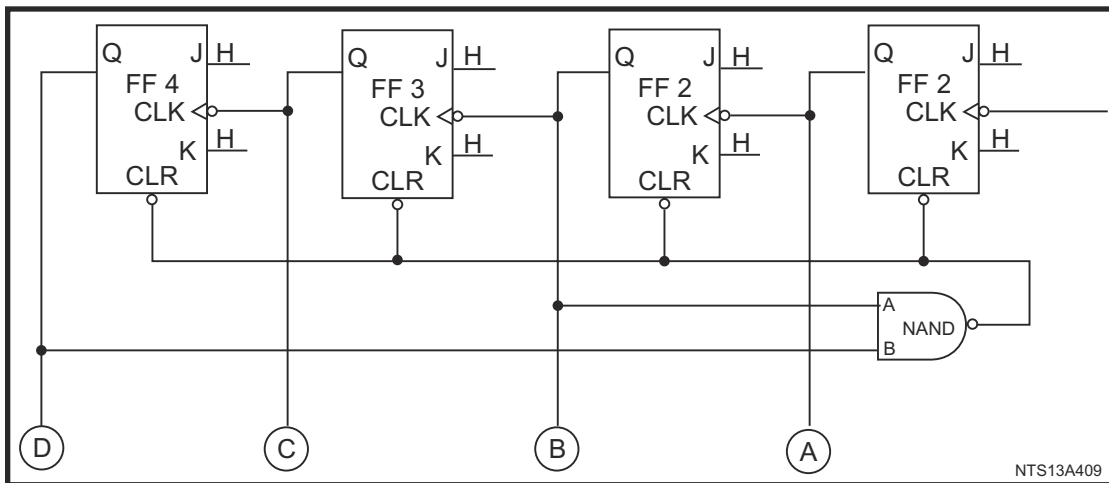 Q J H
FF 4
CLK
K H
CLR
Q J H
FF 3
CLK
K H
CLR
Q J H
FF 2
CLK
K H
CLR
Q J H
FF 2
CLK
K H
CLR
A
NAND
B
D
C
B
A
NTS13A409